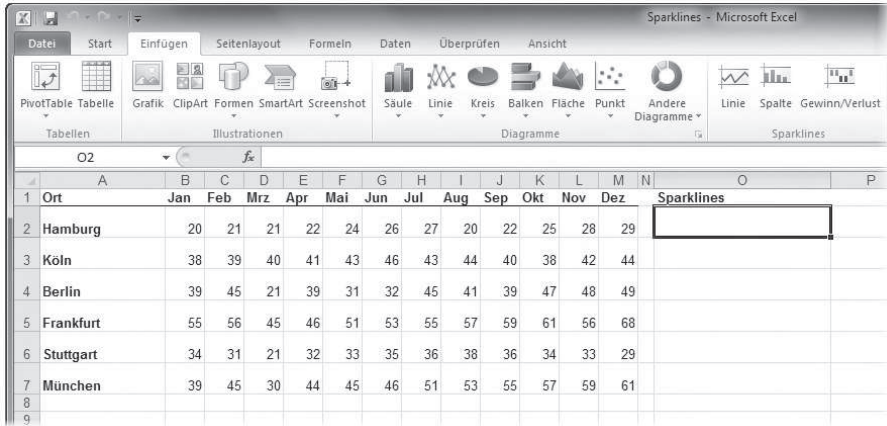 Sparklines - Microsoft Excel
Datei Start Einfügen Seitenlayout Formeln Daten Überprüfen Ansicht
PivotTable Tabelle Grafik ClipArt Formen SmartArt Screenshot Säule Linie Kreis Balken Fläche Punkt Andere Diagramme Linie Spalte Gewinn/Verlust
Tabellen Illustrationen Diagramme Sparklines
O2 fx
A B C D E F G H I J K L M N O P
1 Ort Jan Feb Mrz Apr Mai Jun Jul Aug Sep Okt Nov Dez Sparklines
2 Hamburg 20 21 21 22 24 26 27 20 22 25 28 29
3 Köln 38 39 40 41 43 46 43 44 40 38 42 44
4 Berlin 39 45 21 39 31 32 45 41 39 47 48 49
5 Frankfurt 55 56 45 46 51 53 55 57 59 61 56 68
6 Stuttgart 34 31 21 32 33 35 36 38 36 34 33 29
7 München 39 45 30 44 45 46 51 53 55 57 59 61
8
9